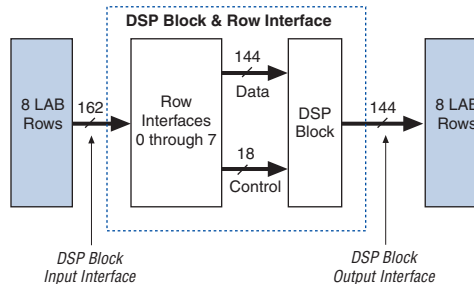 DSP Block & Row Interface
8 LAB
Rows
162
Row
Interfaces
0 through 7
144
Data
18
Control
DSP
Block
144
8 LAB
Rows
DSP Block
Input Interface
DSP Block
Output Interface